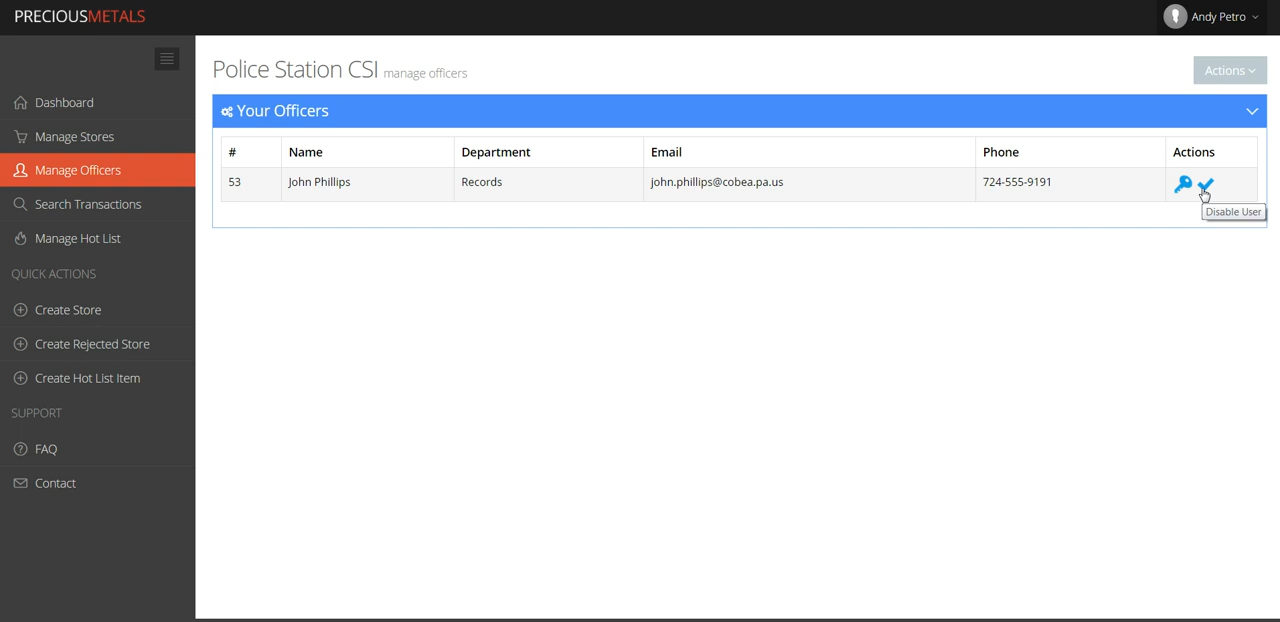 PRECIOUSMETALS
Andy Petro
Police Station CSI manage officers
Actions
Dashboard
Manage Stores
Manage Officers
Search Transactions
Manage Hot List
QUICK ACTIONS
Create Store
Create Rejected Store
Create Hot List Item
SUPPORT
FAQ
Contact
Your Officers
# Name Department Email Phone Actions
53 John Phillips Records john.phillips@cobea.pa.us 724-555-9191
Disable User